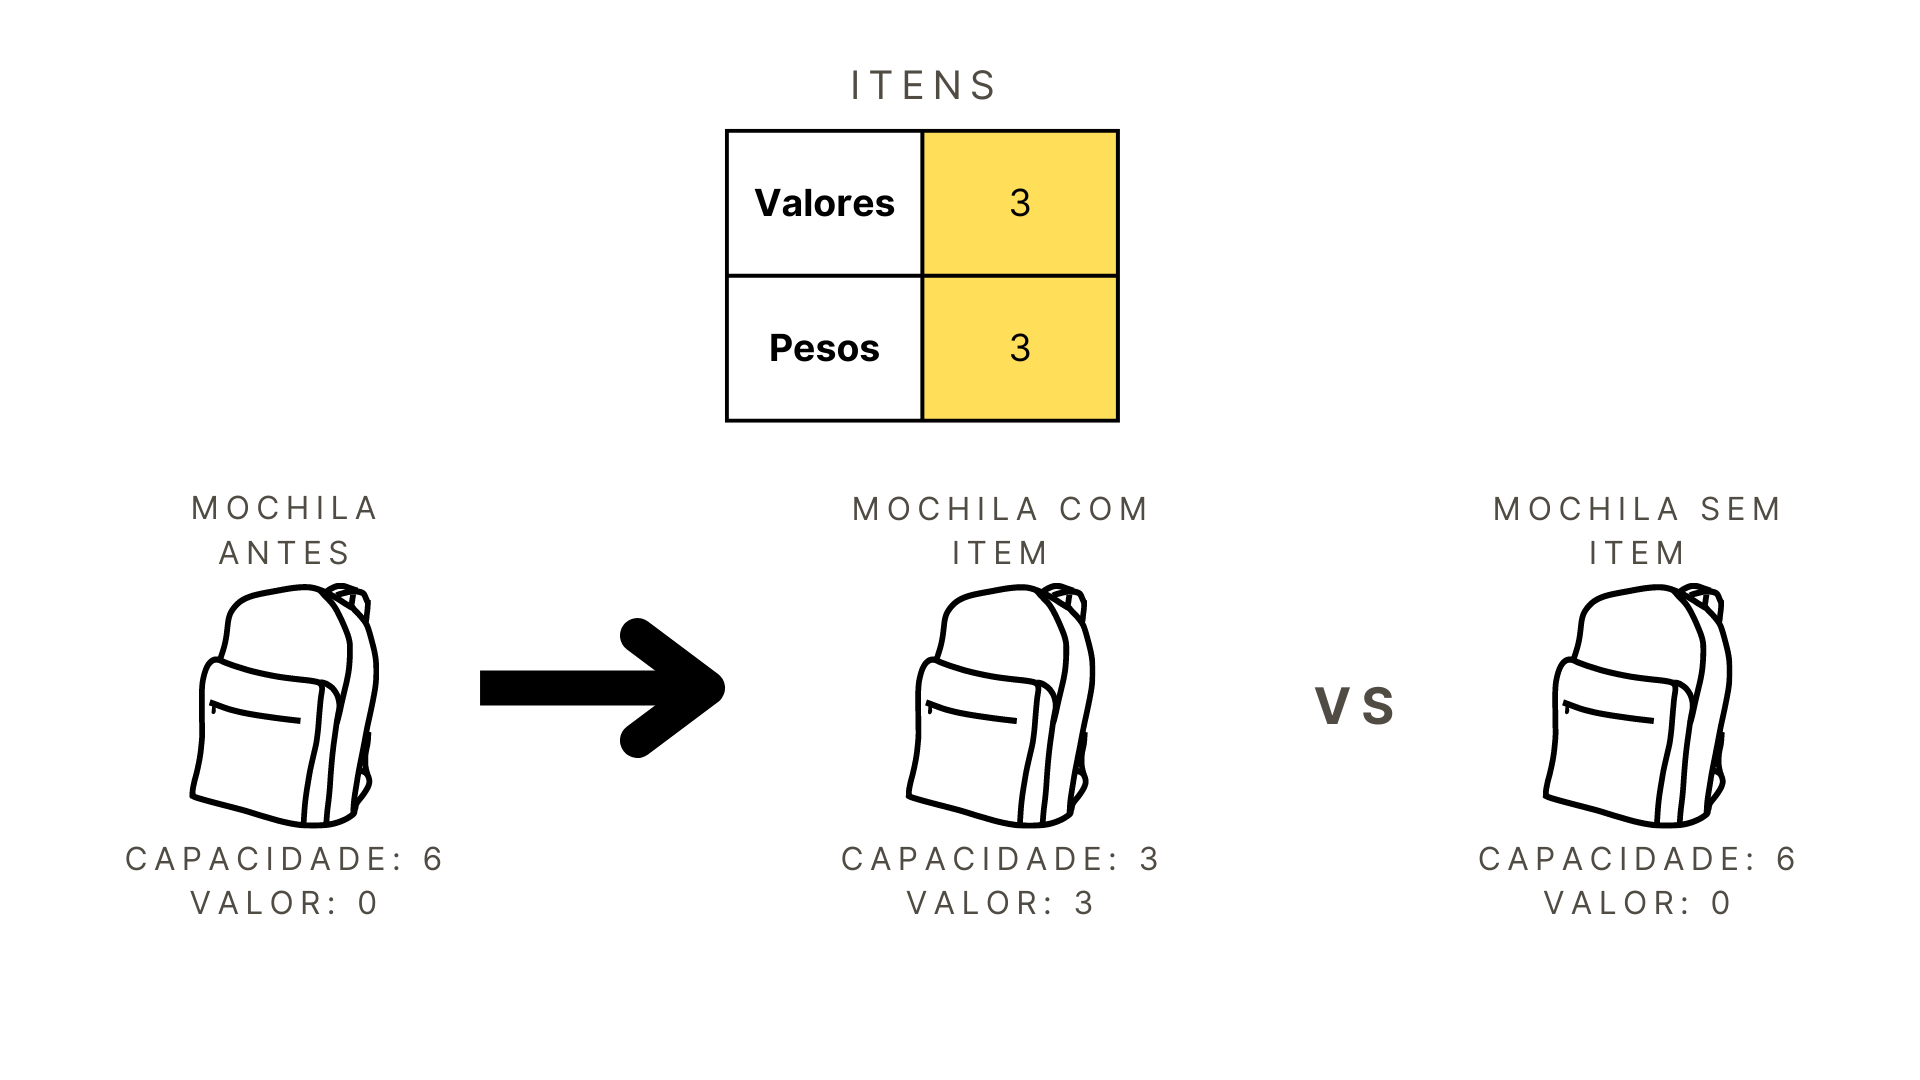 ITENS
Valores 3
Pesos 3
MOCHILA
ANTES
CAPACIDADE: 6
VALOR: 0
MOCHILA COM
ITEM
CAPACIDADE: 3
VALOR: 3
VS
MOCHILA SEM
ITEM
CAPACIDADE: 6
VALOR: 0